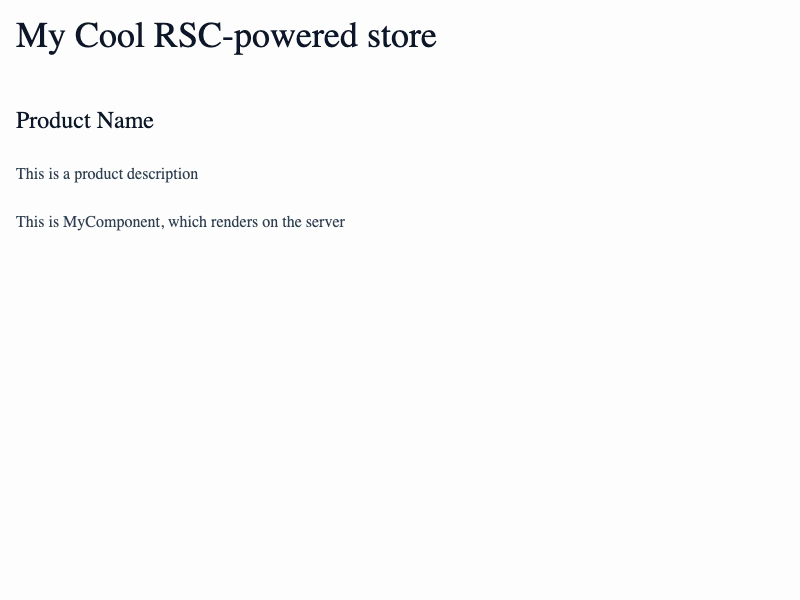 My Cool RSC-powered store
Product Name
This is a product description
This is MyComponent, which renders on the server